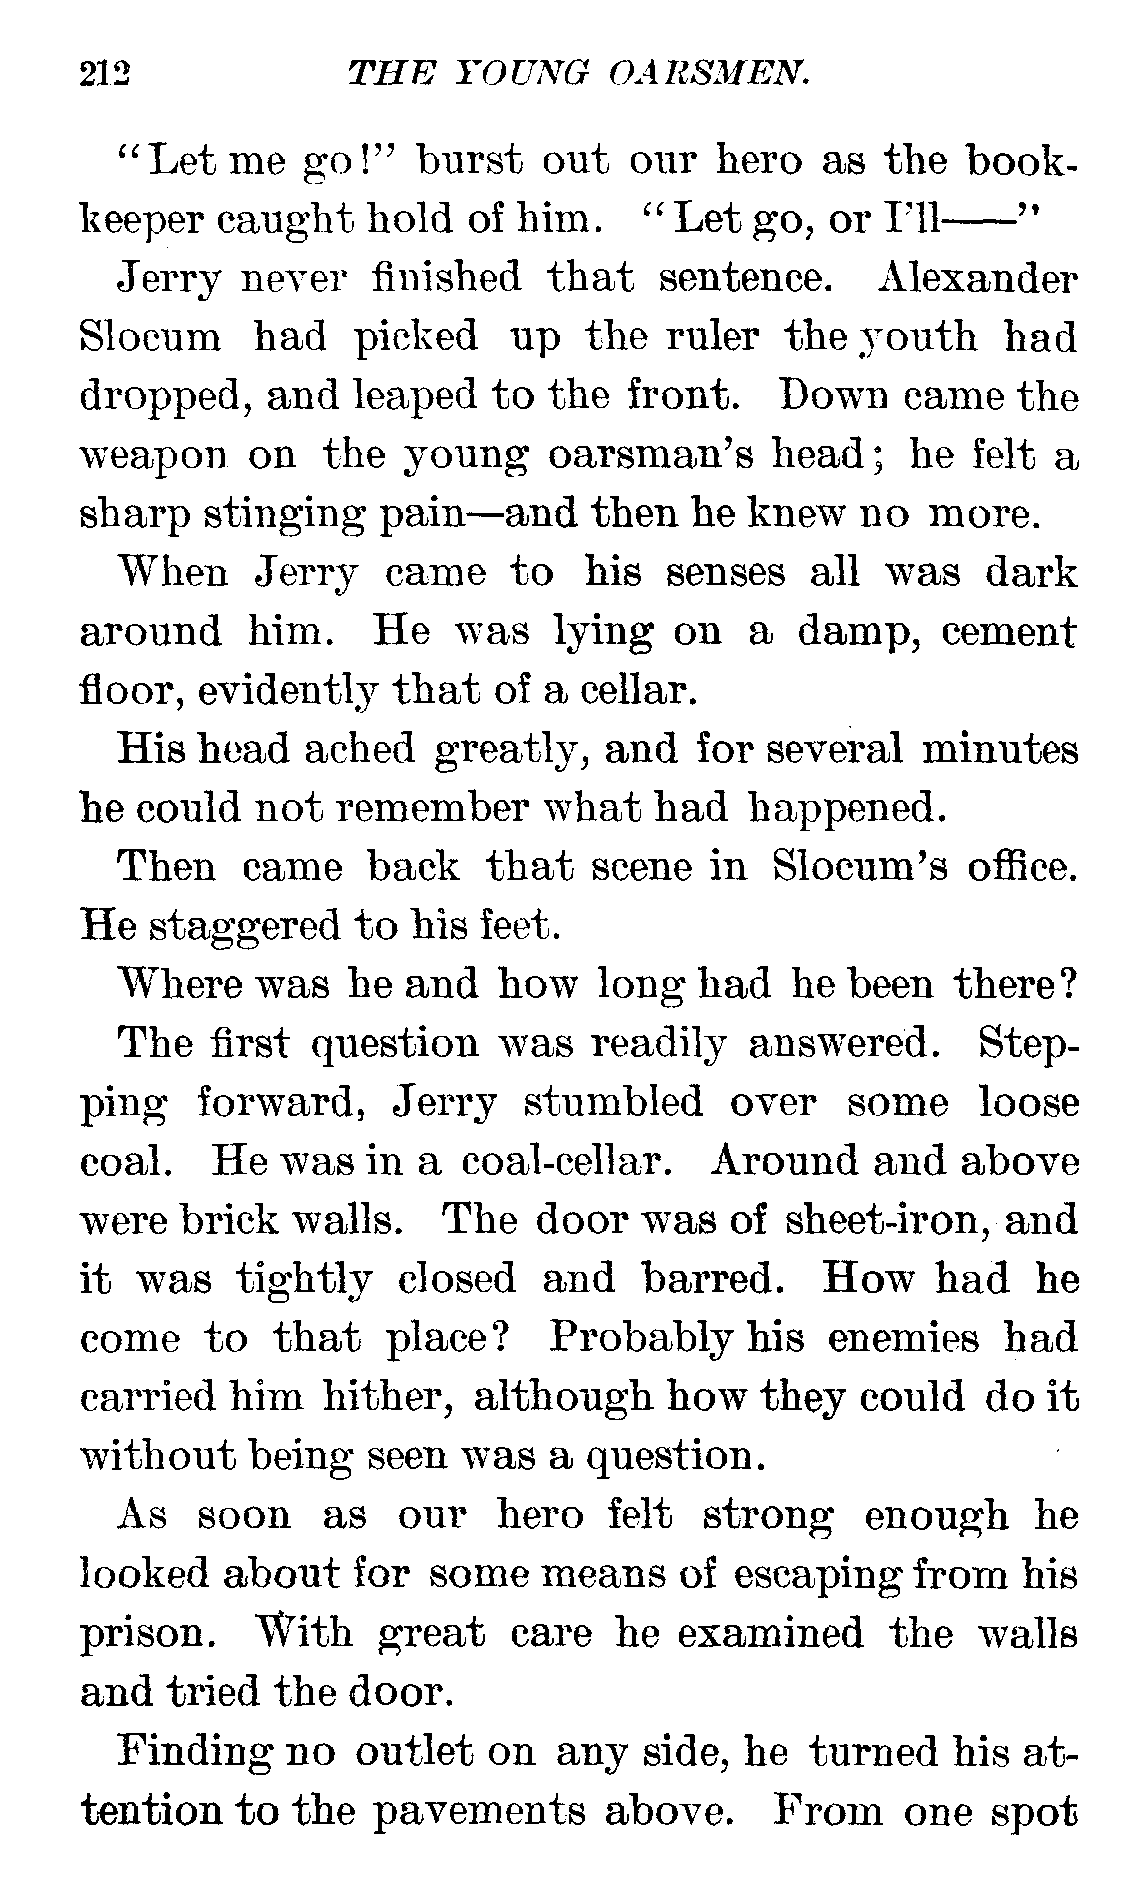 212 THE YOUNG OARSMEN.
"Let me go!" burst out our hero as the book-
keeper caught hold of him. "Let go, or I'll——"
Jerry never finished that sentence. Alexander
Slocum had picked up the ruler the youth had
dropped, and leaped to the front. Down came the
weapon on the young oarsman's head; he felt a
sharp stinging pain—and then he knew no more.
When Jerry came to his senses all was dark
around him. He was lying on a damp, cement
floor, evidently that of a cellar.
His head ached greatly, and for several minutes
he could not remember what had happened.
Then came back that scene in Slocum's office.
He staggered to his feet.
Where was he and how long had he been there?
The first question was readily answered. Step-
ping forward, Jerry stumbled over some loose
coal. He was in a coal-cellar. Around and above
were brick walls. The door was of sheet-iron, and
it was tightly closed and barred. How had he
come to that place? Probably his enemies had
carried him hither, although how they could do it
without being seen was a question.
As soon as our hero felt strong enough he
looked about for some means of escaping from his
prison. With great care he examined the walls
and tried the door.
Finding no outlet on any side, he turned his at-
tention to the pavements above. From one spot